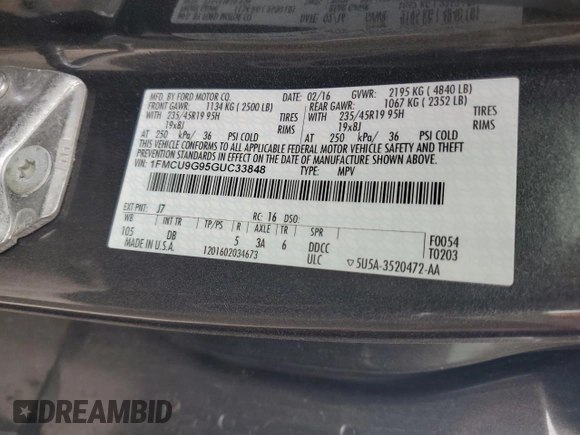 MFD. BY FORD MOTOR CO.
DATE: 02/16 GVWR: 2195 KG ( 4840 LB)
FRONT GAWR: 1134 KG ( 2500 LB)
REAR GAWR: 1067 KG ( 2352 LB)
235/45R19 95H TIRES 235/45R19 95H TIRES
19x8J RIMS 19x8J RIMS
AT 250 kPa/ 36 PSI COLD AT 250 kPa/ 36 PSI COLD
THIS VEHICLE CONFORMS TO ALL APPLICABLE FEDERAL MOTOR VEHICLE SAFETY AND THEFT
PREVENTION STANDARDS IN EFFECT ON THE DATE OF MANUFACTURE SHOWN ABOVE.
VIN: 1FMCU9G95GUC33848 TYPE: MPV
EXT PNT: J7 RC: 16 DSO:
WB INT TR TP/PS R AXLE TR SPR
105 DB 5 3A 6 DDCC F0054
MADE IN U.S.A. ULC T0203
1201602034673 ▽5U5A-3520472-AA
DREAMBID